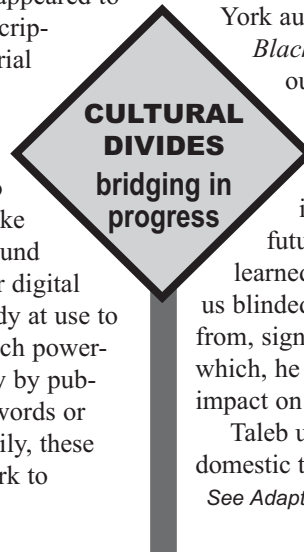 appeared to
crip-
rial
ke
und
r digital
dy at use to
ch power-
y by pub-
words or
ily, these
rk to
CULTURAL
DIVIDES
bridging in
progress
York au
Black
ou
i
futu
learned
us blinded
from, sign
which, he
impact on
Taleb u
domestic t
See Adapt